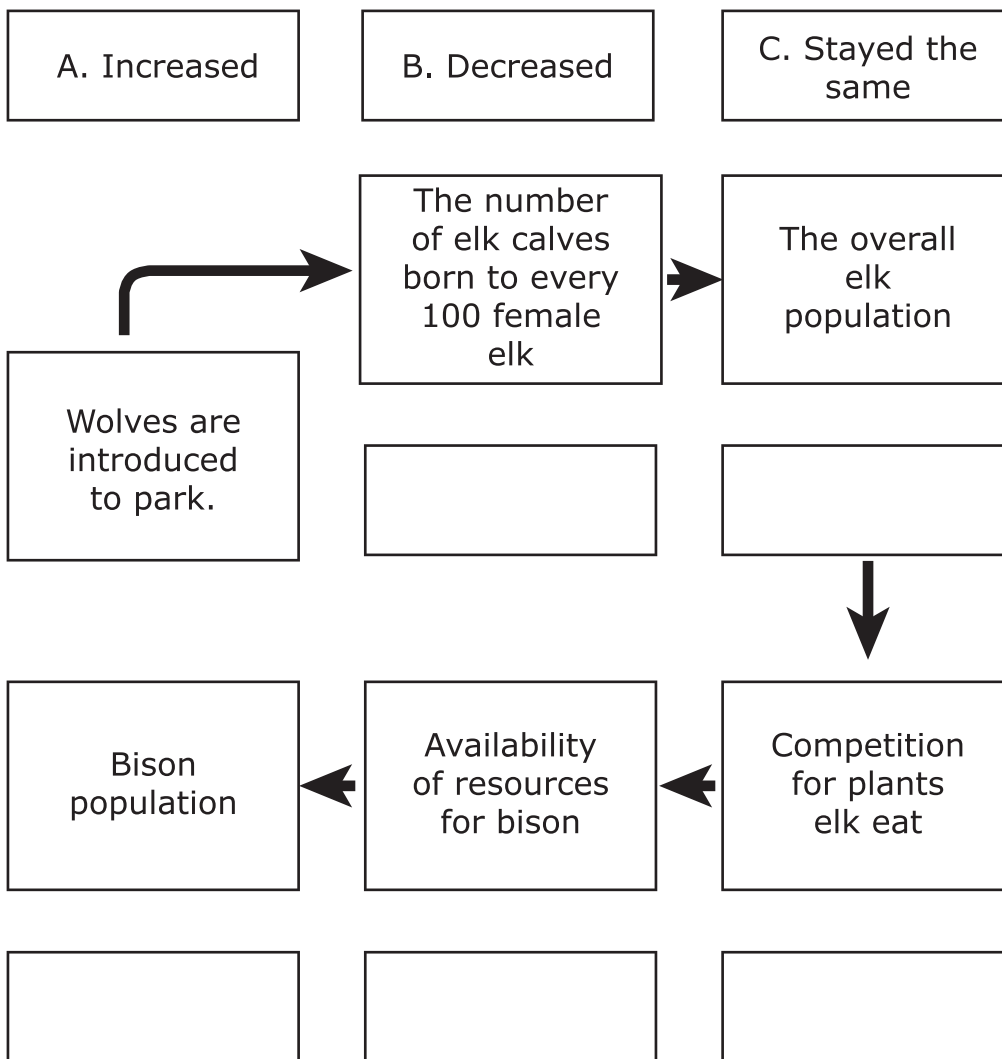 A. Increased
B. Decreased
C. Stayed the
same
The number
of elk calves
born to every
100 female
elk
The overall
elk
population
Wolves are
introduced
to park.
Bison
population
Availability
of resources
for bison
Competition
for plants
elk eat